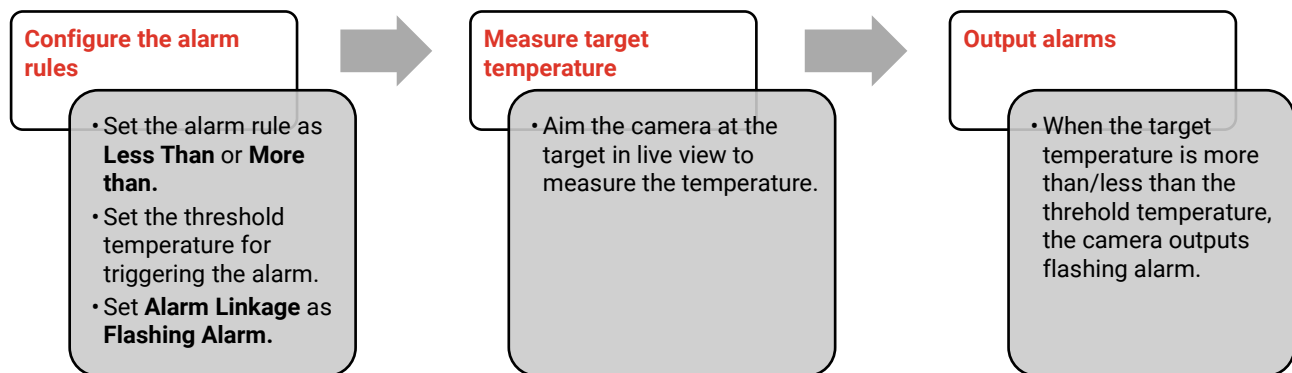 Configure the alarm
rules
• Set the alarm rule as
Less Than or More
than.
• Set the threshold
temperature for
triggering the alarm.
• Set Alarm Linkage as
Flashing Alarm.
Measure target
temperature
• Aim the camera at the
target in live view to
measure the temperature.
Output alarms
• When the target
temperature is more
than/less than the
threhold temperature,
the camera outputs
flashing alarm.